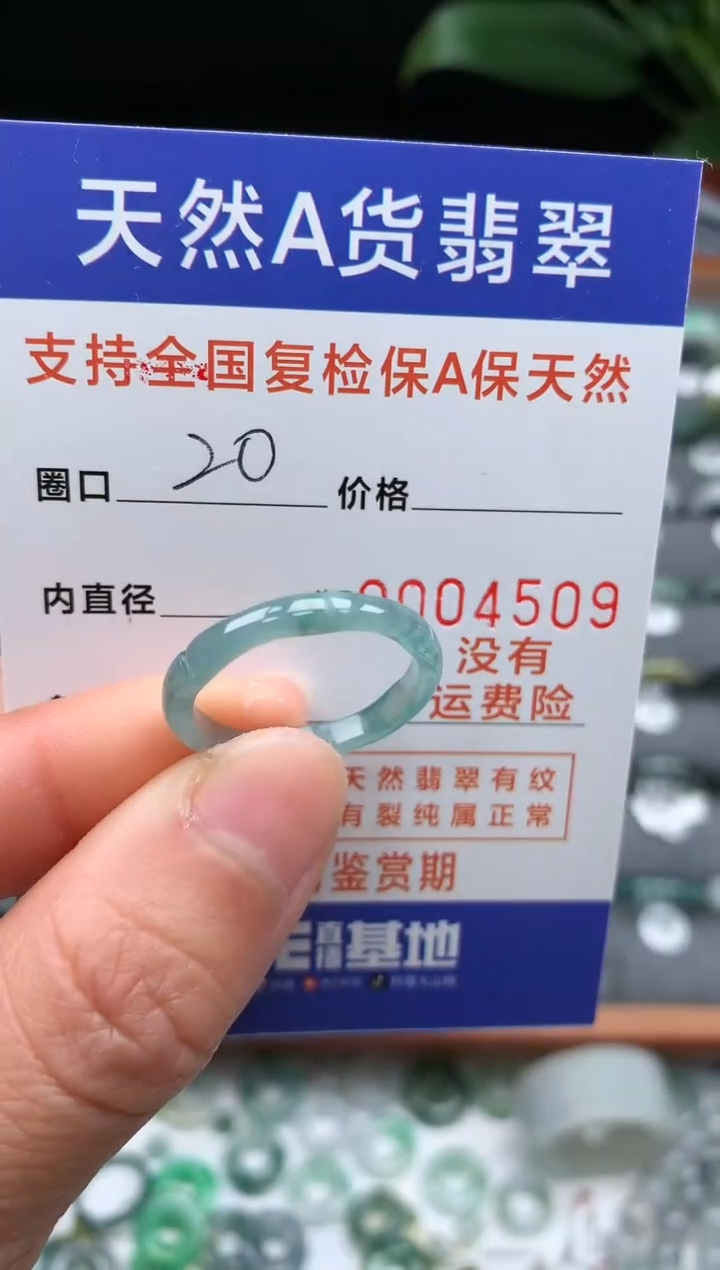 天然A货翡翠
支持全国复检保A保天然
圈口 20 价格
内直径 0004509
没有
运费险
天然翡翠有纹
有裂纯属正常
鉴赏期
直播基地